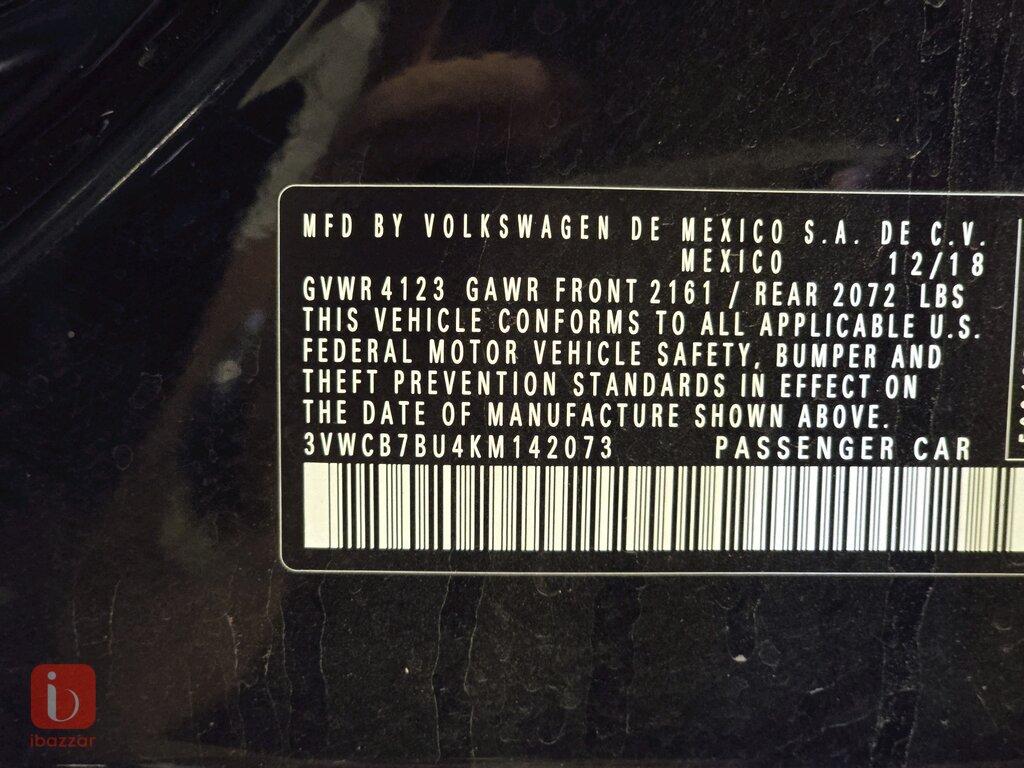 MFD BY VOLKSWAGEN DE MEXICO S.A. DE C.V.
MEXICO 12/18
GVWR 4123 GAWR FRONT 2161 / REAR 2072 LBS
THIS VEHICLE CONFORMS TO ALL APPLICABLE U.S.
FEDERAL MOTOR VEHICLE SAFETY, BUMPER AND
THEFT PREVENTION STANDARDS IN EFFECT ON
THE DATE OF MANUFACTURE SHOWN ABOVE.
3VWCB7BU4KM142073 PASSENGER CAR
ibazzar